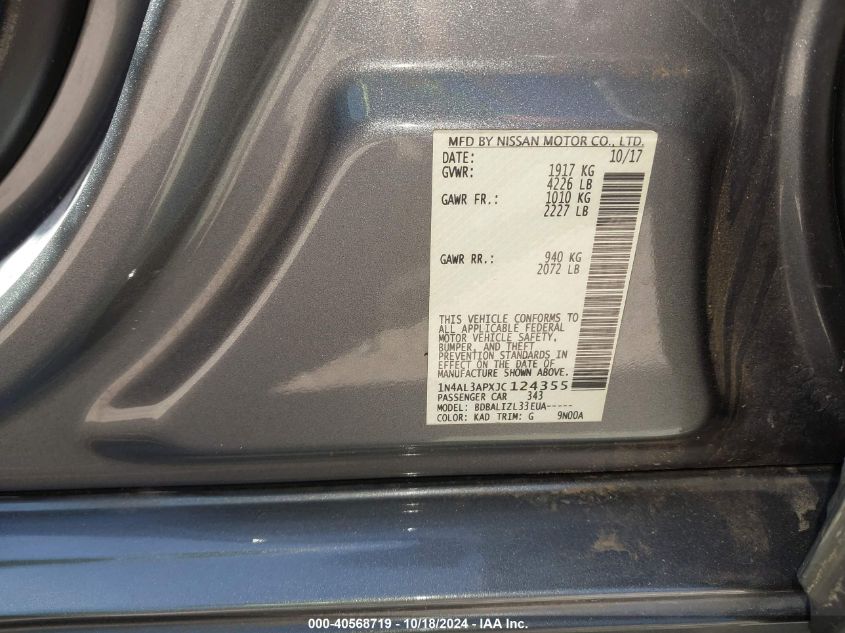 MFD BY NISSAN MOTOR CO., LTD.
DATE: 10/17
GVWR: 1917 KG
4226 LB
GAWR FR.: 1010 KG
2227 LB
GAWR RR.: 940 KG
2072 LB
THIS VEHICLE CONFORMS TO
ALL APPLICABLE FEDERAL
MOTOR VEHICLE SAFETY,
BUMPER, AND THEFT
PREVENTION STANDARDS IN
EFFECT ON THE DATE OF
MANUFACTURE SHOWN ABOVE.
1N4AL3APXJC124355
PASSENGER CAR 343
MODEL: BDBALIZL33EUA-----
COLOR: KAD TRIM: G 9N00A
000-40568719 - 10/18/2024 - IAA Inc.